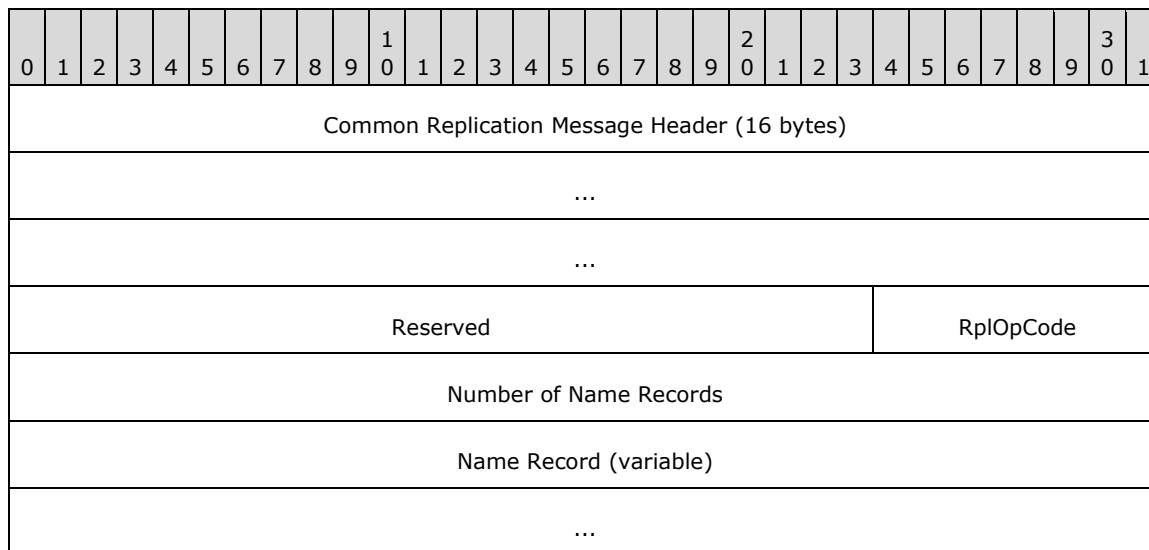 1 2 3
0 1 2 3 4 5 6 7 8 9 0 1 2 3 4 5 6 7 8 9 0 1 2 3 4 5 6 7 8 9 0 1
Common Replication Message Header (16 bytes)
...
...
Reserved RplOpCode
Number of Name Records
Name Record (variable)
...